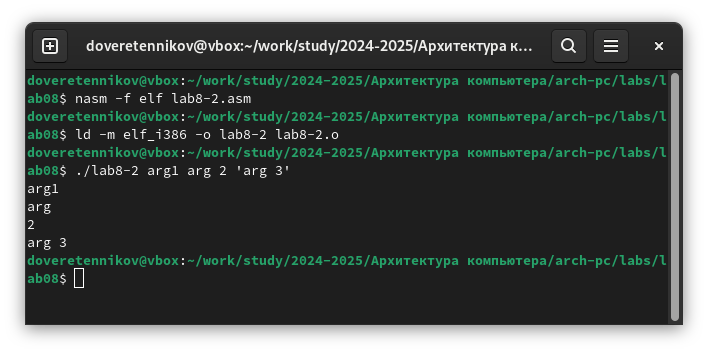 doveretennikov@vbox:~/work/study/2024-2025/Архитектура к...
doveretennikov@vbox:~/work/study/2024-2025/Архитектура компьютера/arch-pc/labs/l
ab08$ nasm -f elf lab8-2.asm
doveretennikov@vbox:~/work/study/2024-2025/Архитектура компьютера/arch-pc/labs/l
ab08$ ld -m elf_i386 -o lab8-2 lab8-2.o
doveretennikov@vbox:~/work/study/2024-2025/Архитектура компьютера/arch-pc/labs/l
ab08$ ./lab8-2 arg1 arg 2 'arg 3'
arg1
arg
2
arg 3
doveretennikov@vbox:~/work/study/2024-2025/Архитектура компьютера/arch-pc/labs/l
ab08$